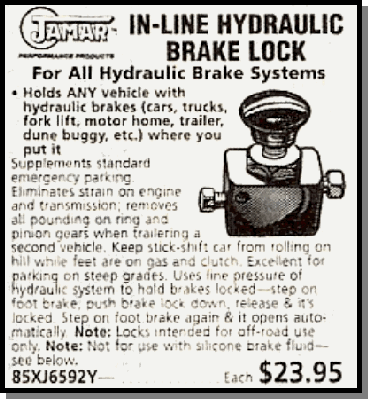 JAMAR
PERFORMANCE PRODUCTS
IN-LINE HYDRAULIC
BRAKE LOCK
For All Hydraulic Brake Systems
• Holds ANY vehicle with
hydraulic brakes (cars, trucks,
fork lift, motor home, trailer,
dune buggy, etc.) where you
put it
Supplements standard
emergency parking.
Eliminates strain on engine
and transmission; removes
all pounding on ring and
pinion gears when trailering a
second vehicle. Keep stick-shift car from rolling on
hill while feet are on gas and clutch. Excellent for
parking on steep grades. Uses line pressure of
hydraulic system to hold brakes locked—step on
foot brake, push brake lock down, release & it's
locked. Step on foot brake again & it opens auto-
matically. Note: Locks intended for off-road use
only. Note: Not for use with silicone brake fluid—
see below.
85XJ6592Y— Each $23.95